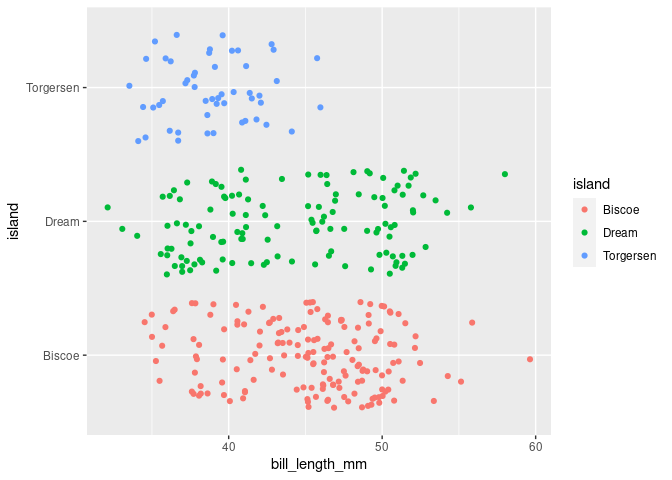 island
Torgersen
Dream
Biscoe
40
50
60
bill_length_mm
island
Biscoe
Dream
Torgersen